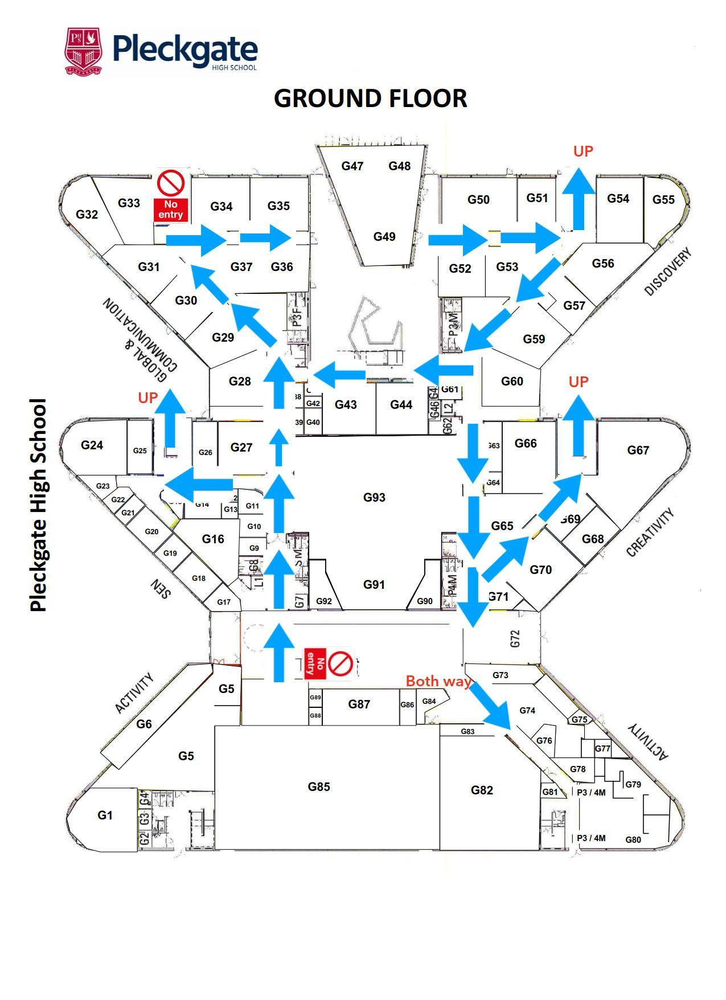 Pleckgate
HIGH SCHOOL
GROUND FLOOR
UP
G47 G48
G49
No
entry
G32
G33
G34
G35
G31
G37
G36
G30
G29
G28
P3F
GLOBAL &
COMMUNICATION
G50
G51
G54
G55
G52
G53
G56
G57
G59
G60
P3M
DISCOVERY
UP
UP
G42
G40
G43
G44
G46
G61
L2
G62
Pleckgate High School
G24
G25
G26
G27
G23
G22
G21
G20
G19
G18
G17
G16
G14
G13
G11
G10
G9
G8
L1
G7
SEN
G93
G91
G92
G90
P4M
G63
G64
G66
G67
G65
G69
G68
G70
G71
G72
CREATIVITY
No
entry
Both way
ACTIVITY
G5
G6
G5
G1
G4
G3
G2
G89
G88
G87
G86
G84
G85
G83
G82
G73
G74
G75
G76
G77
G78
G79
G81
P3 / 4M
P3 / 4M
G80
ACTIVITY